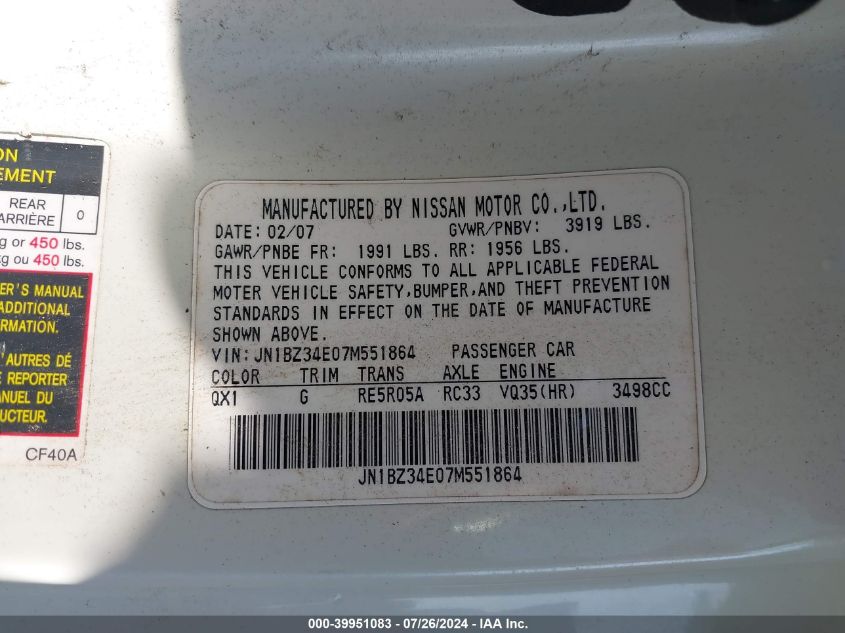 ON
EMENT
REAR
ARRIÈRE
0
g or 450 lbs.
kg ou 450 lbs.
ER'S MANUAL
ADDITIONAL
ORMATION.
'AUTRES DÉ
E REPORTER
ANUEL DU
UCTEUR.
CF40A
MANUFACTURED BY NISSAN MOTOR CO.,LTD.
DATE: 02/07 GVWR/PNBV: 3919 LBS.
GAWR/PNBE FR: 1991 LBS. RR: 1956 LBS.
THIS VEHICLE CONFORMS TO ALL APPLICABLE FEDERAL
MOTER VEHICLE SAFETY,BUMPER,AND THEFT PREVENTION
STANDARDS IN EFFECT ON THE DATE OF MANUFACTURE
SHOWN ABOVE.
VIN:JN1BZ34E07M551864 PASSENGER CAR
COLOR TRIM TRANS AXLE ENGINE
QX1 G RE5R05A RC33 VQ35(HR) 3498CC
JN1BZ34E07M551864
000-39951083 - 07/26/2024 - IAA Inc.